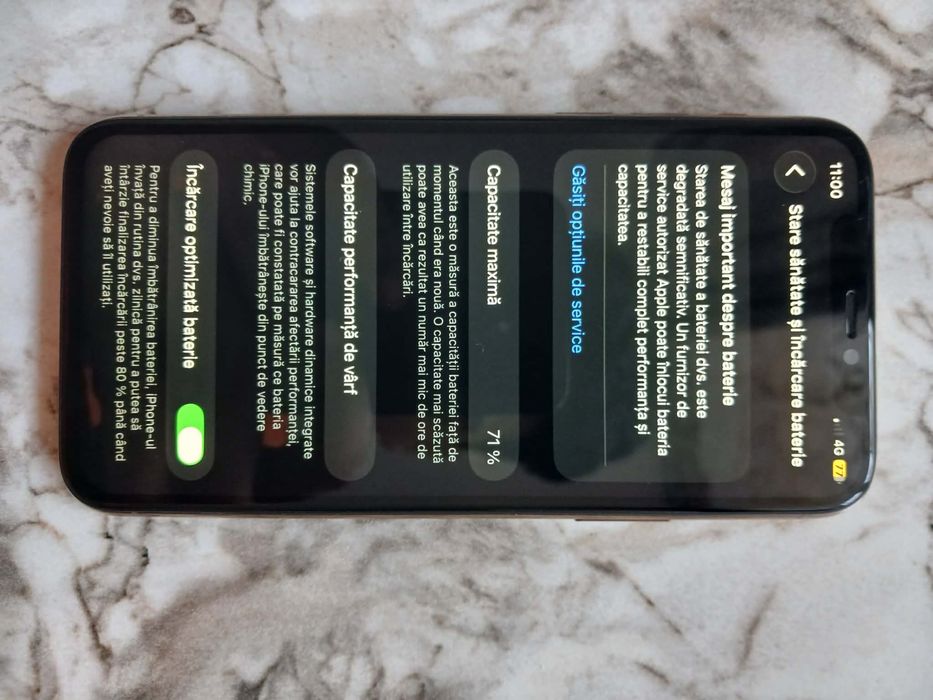 11:00
4G 77
Stare sănătate și încărcare baterie
Mesaj important despre baterie
Starea de sănătate a bateriei dvs. este
degradată semnificativ. Un furnizor de
service autorizat Apple poate înlocui bateria
pentru a restabili complet performanța și
capacitatea.
Găsiți opțiunile de service
Capacitate maximă 71 %
Aceasta este o măsură a capacității bateriei față de
momentul când era nouă. O capacitate mai scăzută
poate avea ca rezultat un număr mai mic de ore de
utilizare între încărcări.
Capacitate performanță de vârf
Sistemele software și hardware dinamice integrate
vor ajuta la contracararea afectării performanței,
care poate fi constatată pe măsură ce bateria
iPhone-ului îmbătrânește din punct de vedere
chimic.
Încărcare optimizată baterie
Pentru a diminua îmbătrânirea bateriei, iPhone-ul
învață din rutina dvs. zilnică pentru a putea să
întârzie finalizarea încărcării peste 80 % până când
aveți nevoie să îl utilizați.